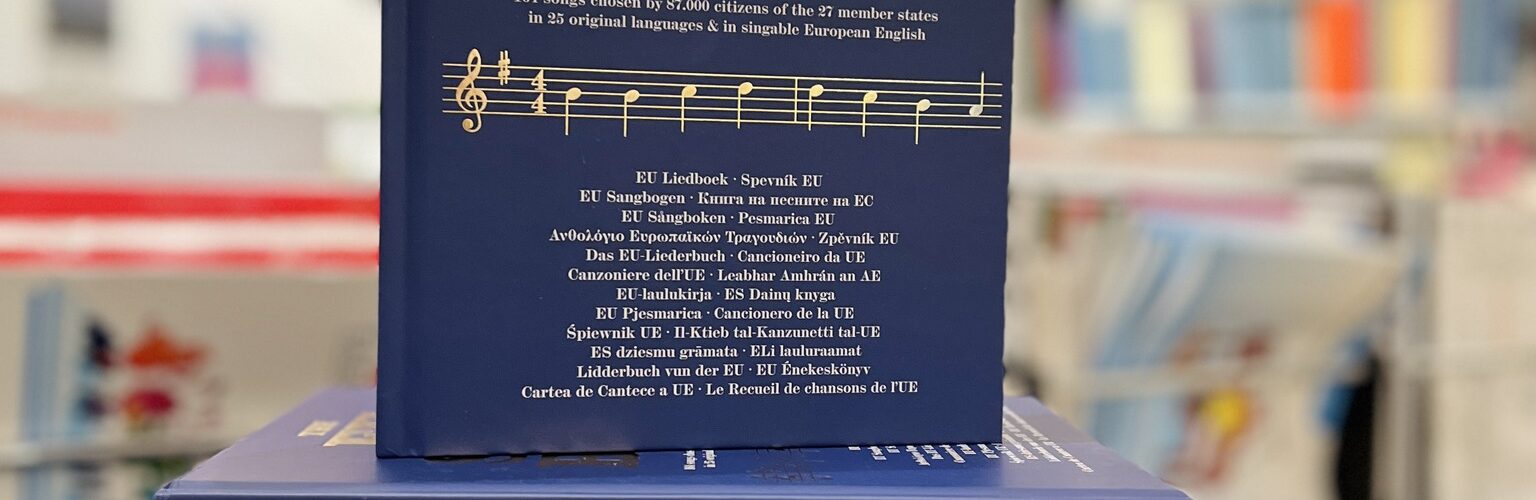 songs chosen by 87.000 citizens of the 27 member states
in 25 original languages & in singable European English
4
4
EU Liedboek · Spevník EU
EU Sangbogen · Книга на песните на ЕС
EU Sångboken · Pesmarica EU
Ανθολόγιο Ευρωπαϊκών Τραγουδιών · Zpěvník EU
Das EU-Liederbuch · Cancioneiro da UE
Canzoniere dell'UE · Leabhar Amhrán an AE
EU-laulukirja · ES Dainų knyga
EU Pjesmarica · Cancionero de la UE
Śpiewnik UE · Il-Ktieb tal-Kanzunetti tal-UE
ES dziesmu grāmata · ELi lauluraamat
Lidderbuch vun der EU · EU Énekeskönyv
Cartea de Cantece a UE · Le Recueil de chansons de l'UE